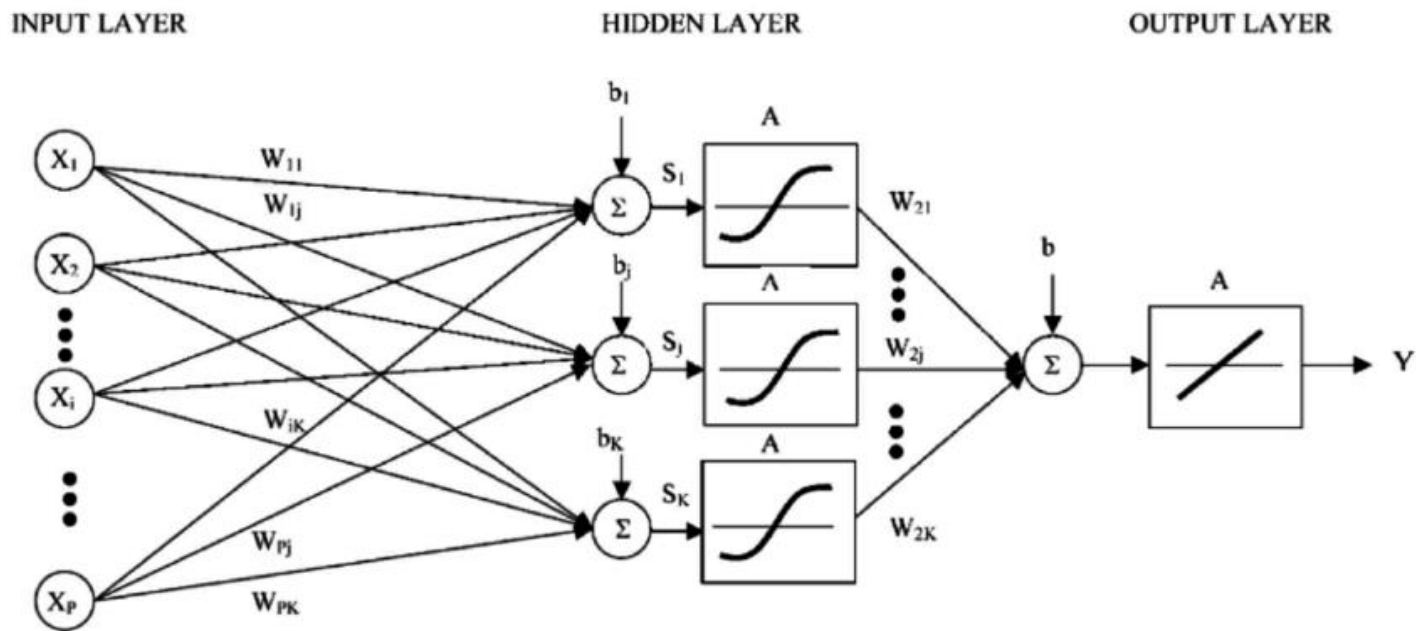 INPUT LAYER HIDDEN LAYER OUTPUT LAYER
b₁
A
X₁
W₁₁
S₁
Σ
W₁ⱼ
W₂₁
X₂
bⱼ
A
b
A
Sⱼ
W₂ⱼ
Σ
Σ
Y
Xᵢ
WᵢK
bK
A
SK
Σ
W₂K
WPⱼ
WPK
XP